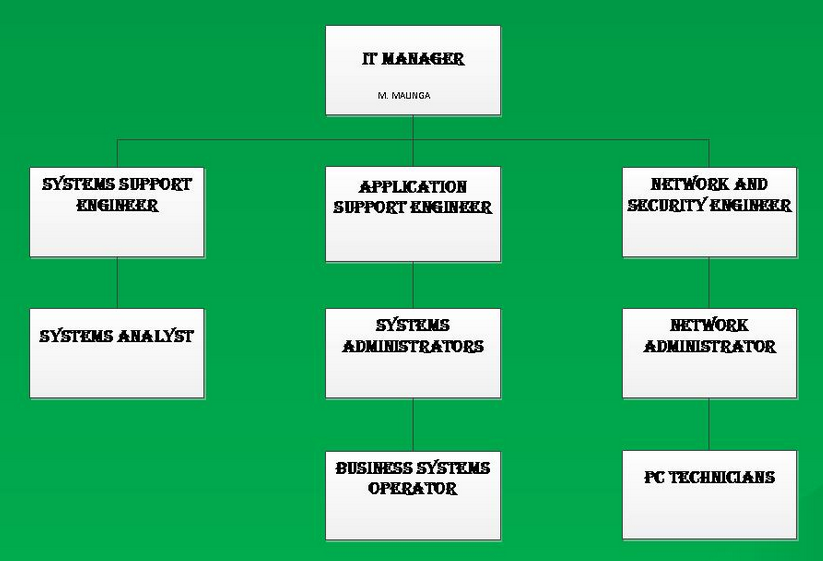 IT MANAGER
M. MALINGA
SYSTEMS SUPPORT
ENGINEER
APPLICATION
SUPPORT ENGINEER
NETWORK AND
SECURITY ENGINEER
SYSTEMS ANALYST
SYSTEMS
ADMINISTRATORS
NETWORK
ADMINISTRATOR
BUSINESS SYSTEMS
OPERATOR
PC TECHNICIANS